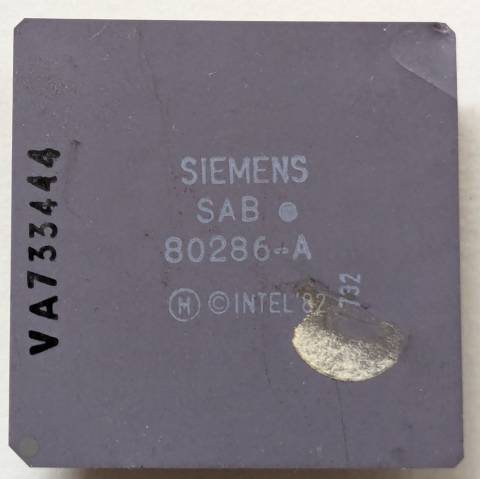 SIEMENS
SAB ●
80286-A
Ⓜ ©INTEL '82
732
VA733444